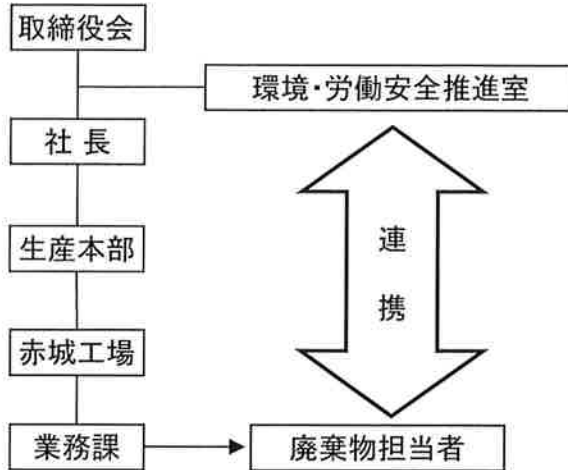 取締役会
環境・労働安全推進室
社長
生産本部
連
携
赤城工場
業務課
廃棄物担当者